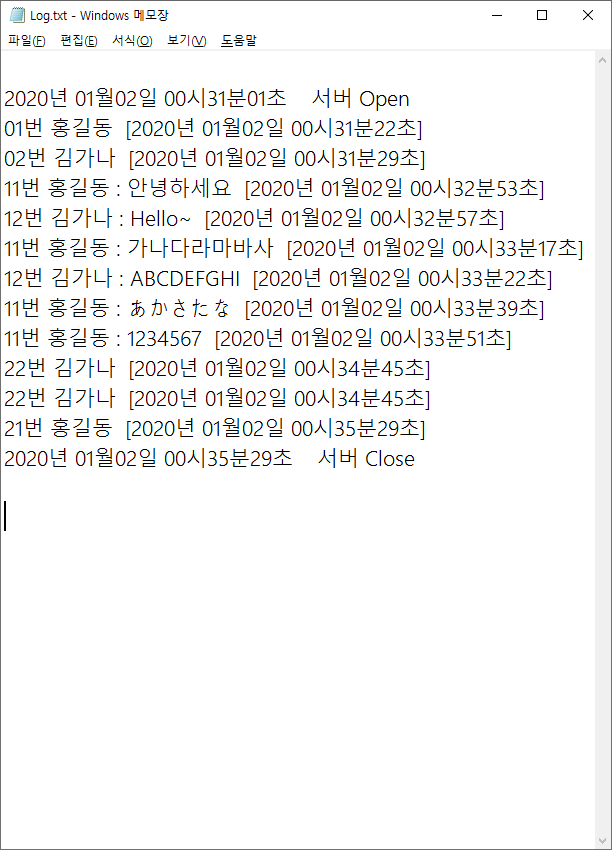 Log.txt - Windows 메모장
파일(F) 편집(E) 서식(O) 보기(V) 도움말
2020년 01월02일 00시31분01초 서버 Open
01번 홍길동 [2020년 01월02일 00시31분22초]
02번 김가나 [2020년 01월02일 00시31분29초]
11번 홍길동 : 안녕하세요 [2020년 01월02일 00시32분53초]
12번 김가나 : Hello~ [2020년 01월02일 00시32분57초]
11번 홍길동 : 가나다라마바사 [2020년 01월02일 00시33분17초]
12번 김가나 : ABCDEFGHI [2020년 01월02일 00시33분22초]
11번 홍길동 : あかさたな [2020년 01월02일 00시33분39초]
11번 홍길동 : 1234567 [2020년 01월02일 00시33분51초]
22번 김가나 [2020년 01월02일 00시34분45초]
22번 김가나 [2020년 01월02일 00시34분45초]
21번 홍길동 [2020년 01월02일 00시35분29초]
2020년 01월02일 00시35분29초 서버 Close